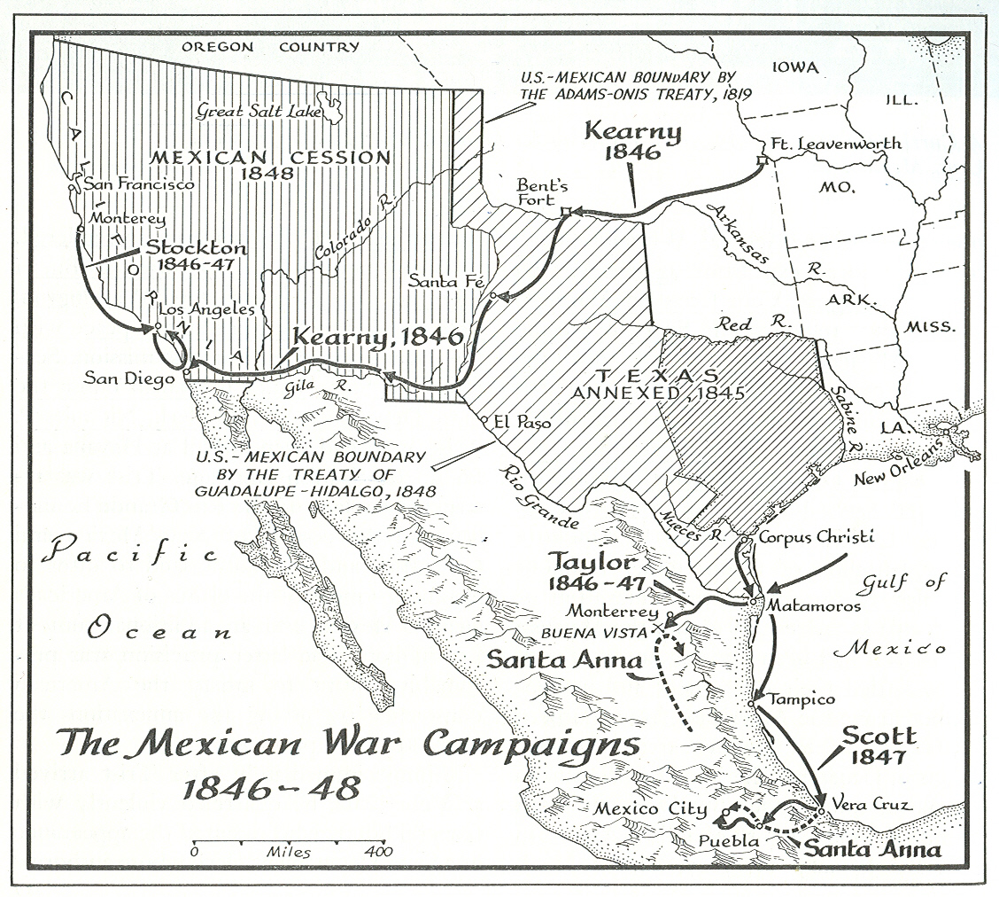 OREGON COUNTRY
U.S.-MEXICAN BOUNDARY BY
THE ADAMS-ONIS TREATY, 1819
IOWA
ILL.
Great Salt Lake
Kearny
1846
Ft. Leavenworth
MEXICAN CESSION
1848
CALIFORNIA
San Francisco
Bent's
Fort
MO.
Monterey
Colorado R.
Arkansas R.
Stockton
1846-47
Santa Fé
ARK.
Los Angeles
Kearny, 1846
Red R.
MISS.
San Diego
Gila R.
TEXAS
ANNEXED, 1845
El Paso
Sabine R.
LA.
New Orleans
U.S.-MEXICAN BOUNDARY
BY THE TREATY OF
GUADALUPE-HIDALGO, 1848
Rio Grande
Nueces R.
Corpus Christi
Pacific
Ocean
Taylor
1846-47
Gulf of
Mexico
Matamoros
Monterrey
BUENA VISTA
Santa Anna
Tampico
The Mexican War Campaigns
1846-48
Scott
1847
Mexico City
Vera Cruz
Puebla
Santa Anna
0 Miles 400